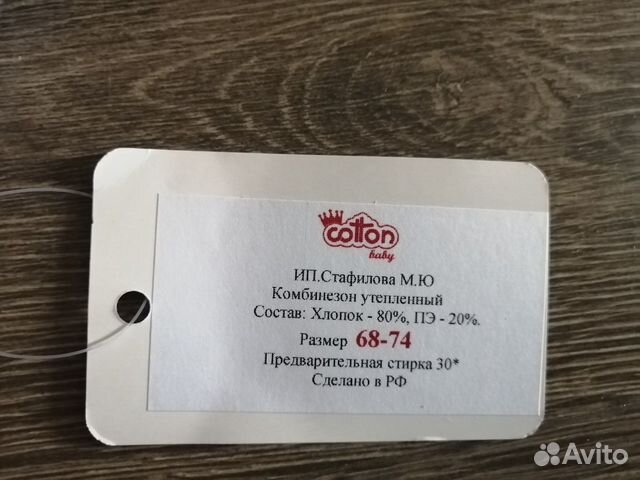 cotton
baby
ИП.Стафилова М.Ю
Комбинезон утепленный
Состав: Хлопок - 80%, ПЭ - 20%.
Размер 68-74
Предварительная стирка 30*
Сделано в РФ
Avito